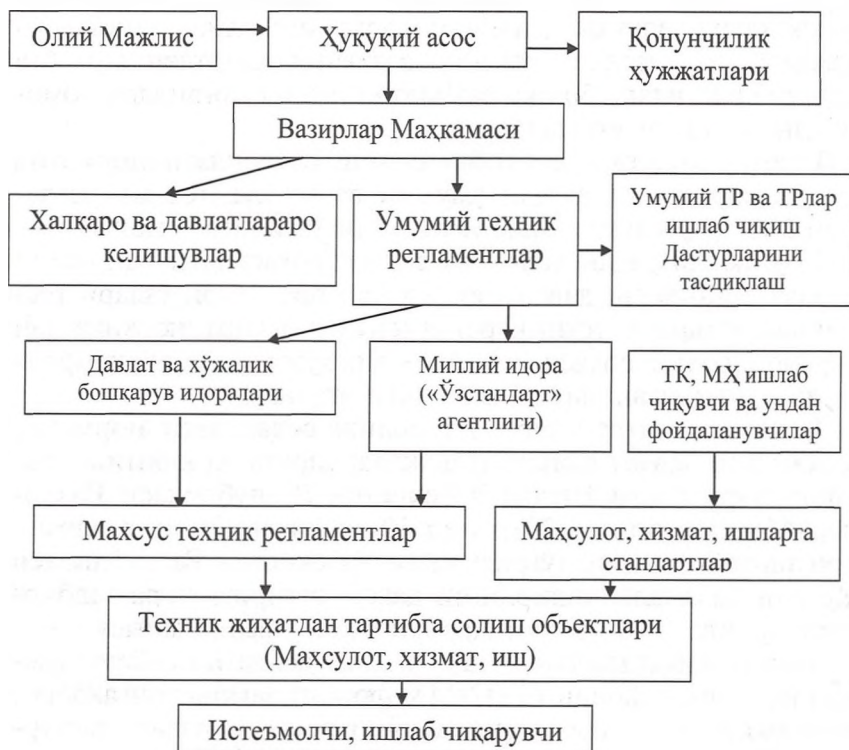 Олий Мажлис
Ҳуқуқий асос
Қонунчилик
ҳужжатлари
Вазирлар Маҳкамаси
Халқаро ва давлатлараро
келишувлар
Умумий техник
регламентлар
Умумий ТР ва ТРлар
ишлаб чиқиш
Дастурларини
тасдиқлаш
Давлат ва хўжалик
бошқарув идоралари
Миллий идора
(«Ўзстандарт»
агентлиги)
ТК, МҲ ишлаб
чиқувчи ва ундан
фойдаланувчилар
Махсус техник регламентлар
Маҳсулот, хизмат, ишларга
стандартлар
Техник жиҳатдан тартибга солиш объектлари
(Маҳсулот, хизмат, иш)
Истеъмолчи, ишлаб чиқарувчи